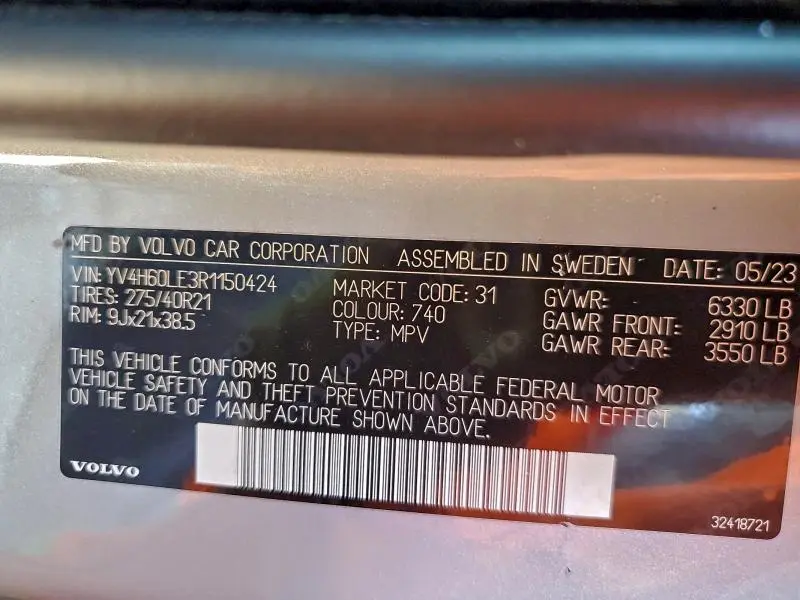 MFD BY VOLVO CAR CORPORATION ASSEMBLED IN SWEDEN DATE: 05/23
VIN: YV4H60LE3R1150424 MARKET CODE: 31 GVWR: 6330 LB
TIRES: 275/40R21 COLOUR: 740 GAWR FRONT: 2910 LB
RIM: 9Jx21x38.5 TYPE: MPV GAWR REAR: 3550 LB
THIS VEHICLE CONFORMS TO ALL APPLICABLE FEDERAL MOTOR
VEHICLE SAFETY AND THEFT PREVENTION STANDARDS IN EFFECT
ON THE DATE OF MANUFACTURE SHOWN ABOVE.
VOLVO
32418721